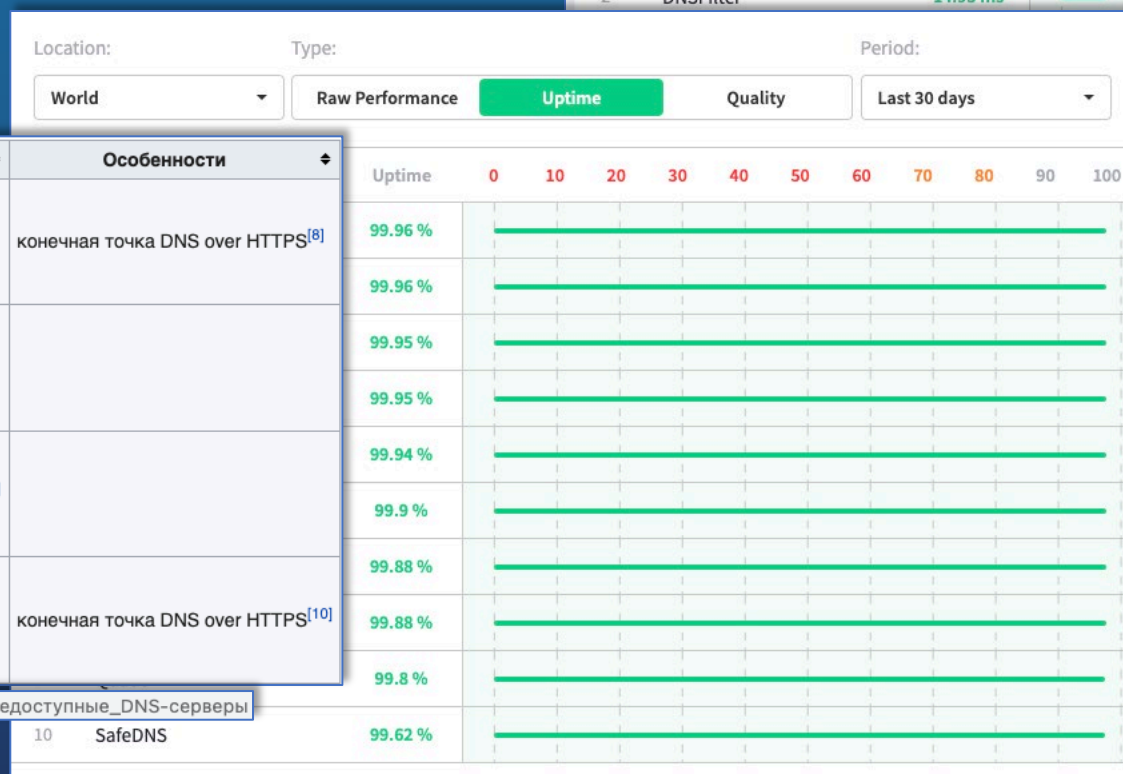 2 DNSFilter
Location: Type: Period:
World Raw Performance Uptime Quality Last 30 days
Особенности
Uptime 0 10 20 30 40 50 60 70 80 90 100
99.96 %
конечная точка DNS over HTTPS[8]
99.96 %
99.95 %
99.95 %
99.94 %
99.9 %
99.88 %
конечная точка DNS over HTTPS[10]
99.88 %
99.8 %
едоступные_DNS-серверы
10 SafeDNS 99.62 %